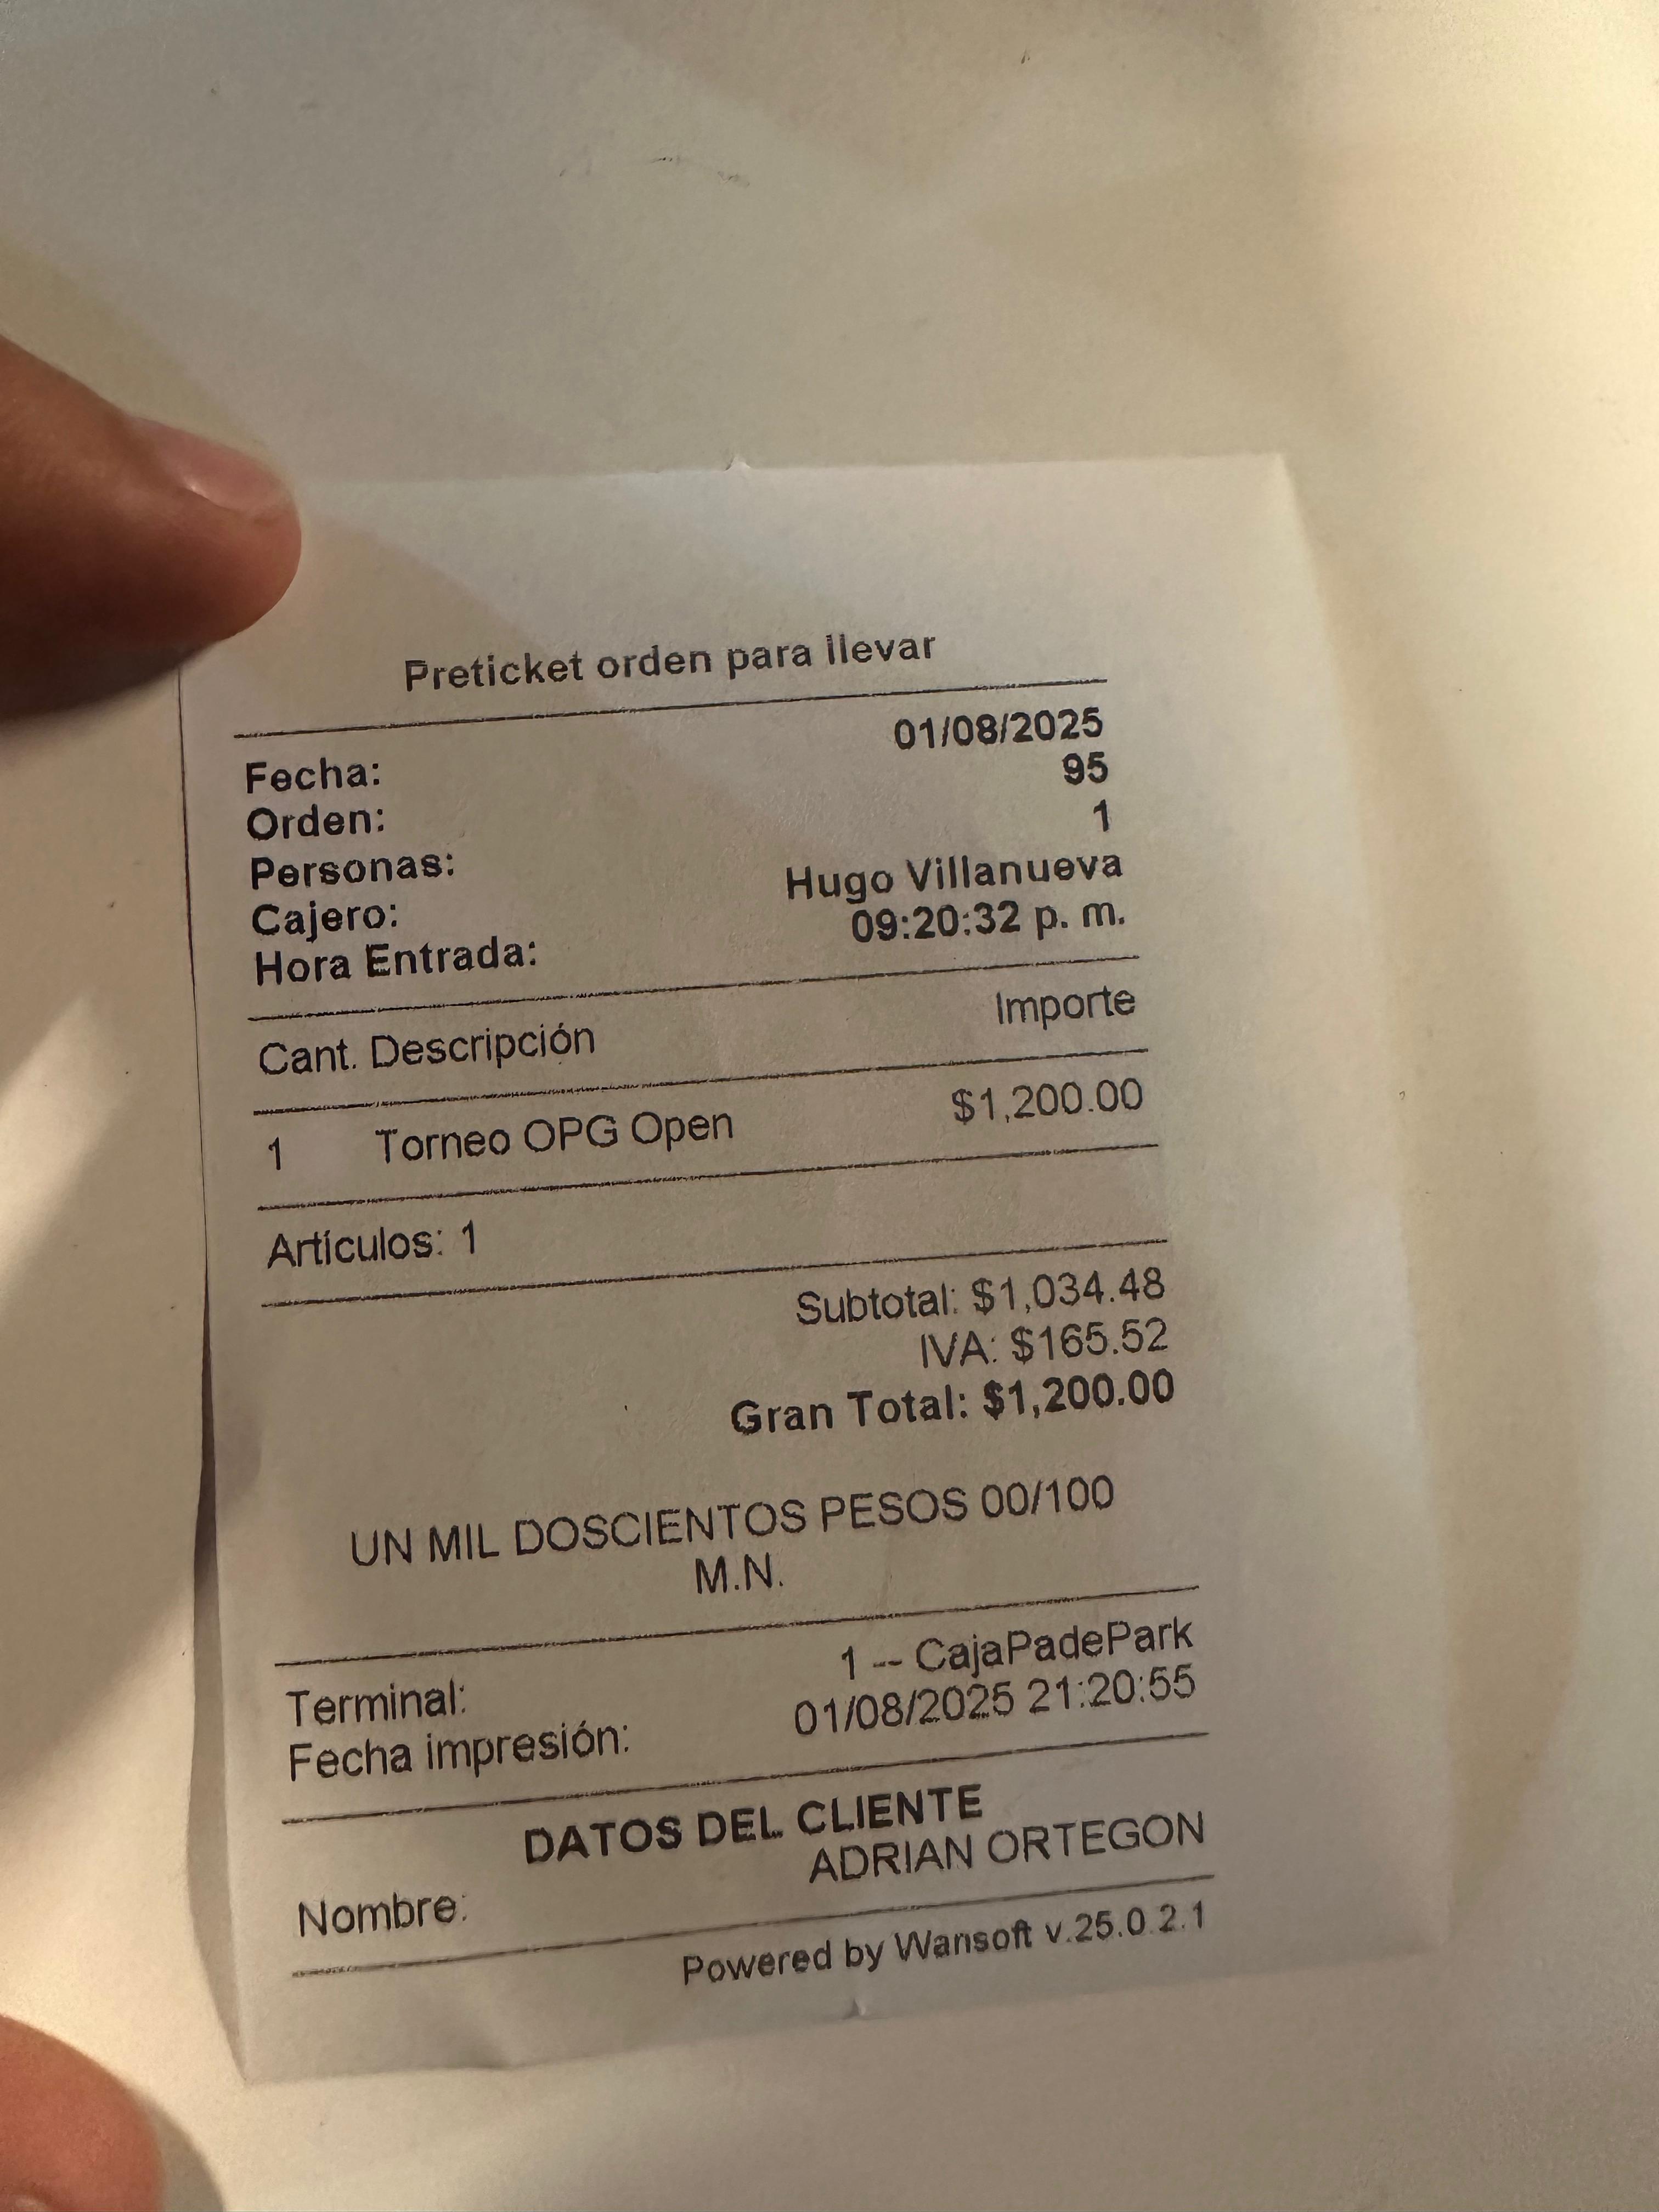 Preticket orden para llevar
Fecha: 01/08/2025
Orden: 95
Personas: 1
Cajero: Hugo Villanueva
Hora Entrada: 09:20:32 p. m.
Cant. Descripción Importe
1 Torneo OPG Open $1,200.00
Artículos: 1
Subtotal: $1,034.48
IVA: $165.52
Gran Total: $1,200.00
UN MIL DOSCIENTOS PESOS 00/100
M.N.
Terminal: 1 -- CajaPadePark
Fecha impresión: 01/08/2025 21:20:55
DATOS DEL CLIENTE
Nombre: ADRIAN ORTEGON
Powered by Wansoft v.25.0.2.1